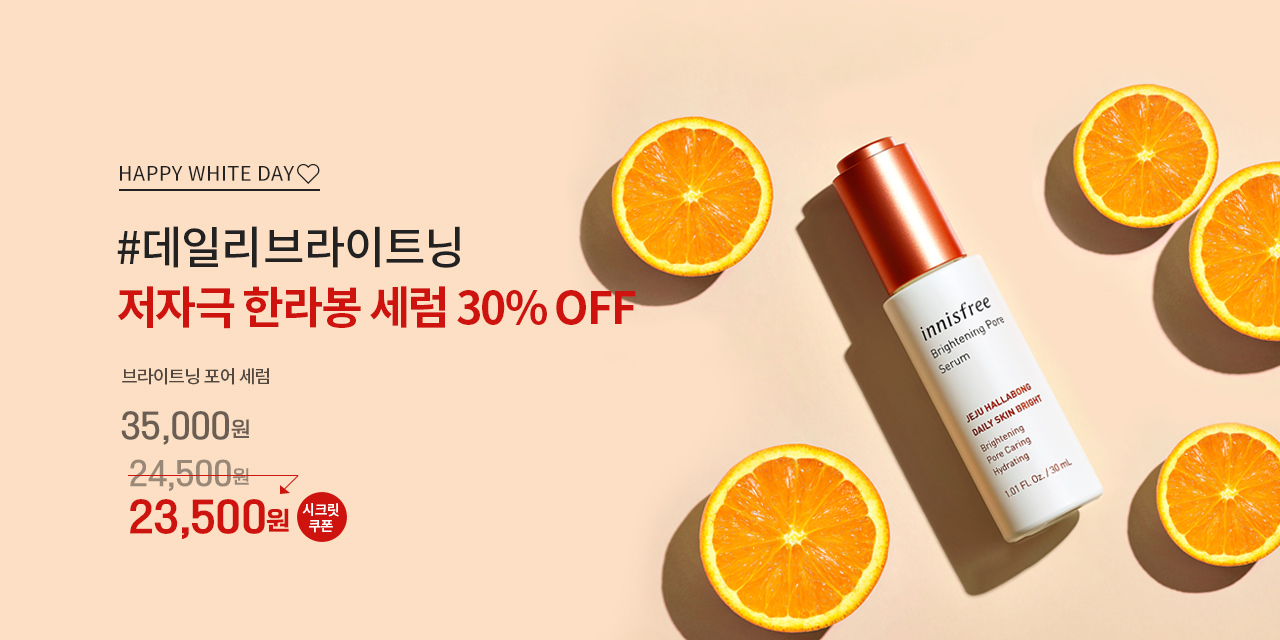 HAPPY WHITE DAY♡
#데일리브라이트닝
저자극 한라봉 세럼 30% OFF
브라이트닝 포어 세럼
35,000원
24,500원
23,500원
시크릿
쿠폰
innisfree
Brightening Pore
Serum
JEJU HALLABONG
DAILY SKIN BRIGHT
Brightening
Pore Caring
Hydrating
1.01 FL. Oz. / 30 mL